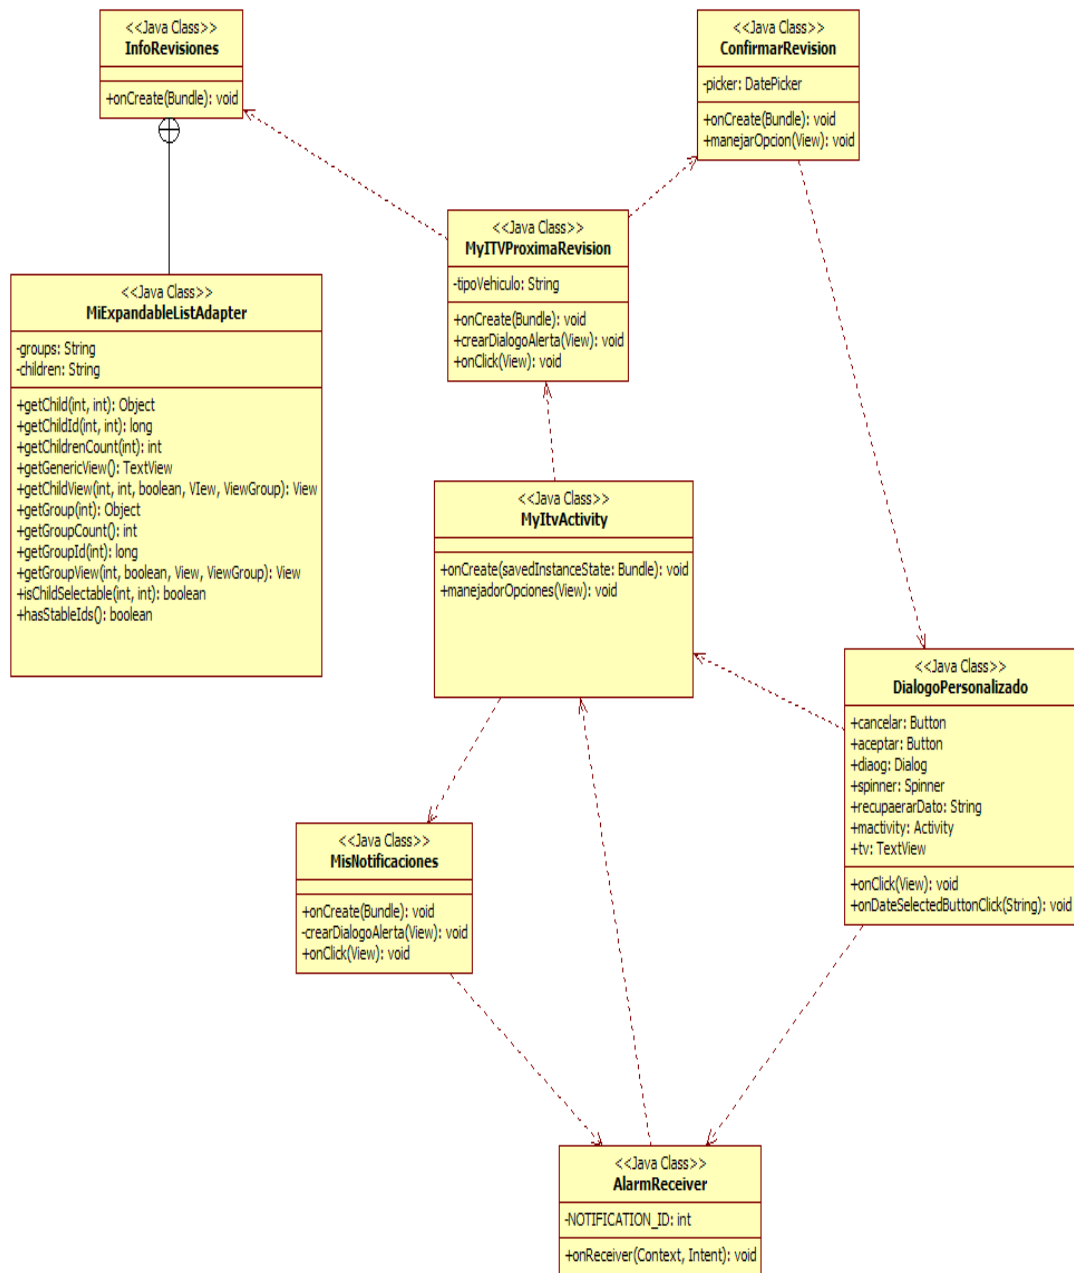 <<Java Class>>
InfoRevisiones
+onCreate(Bundle): void
<<Java Class>>
ConfirmarRevision
-picker: DatePicker
+onCreate(Bundle): void
+manejarOpcion(View): void
<<Java Class>>
MyITVProximaRevision
-tipoVehiculo: String
+onCreate(Bundle): void
+crearDialogoAlerta(View): void
+onClick(View): void
<<Java Class>>
MiExpandableListAdapter
-groups: String
-children: String
+getChild(int, int): Object
+getChildId(int, int): long
+getChildrenCount(int): int
+getGenericView(): TextView
+getChildView(int, int, boolean, VIew, ViewGroup): View
+getGroup(int): Object
+getGroupCount(): int
+getGroupId(int): long
+getGroupView(int, boolean, View, ViewGroup): View
+isChildSelectable(int, int): boolean
+hasStableIds(): boolean
<<Java Class>>
MyItvActivity
+onCreate(savedInstanceState: Bundle): void
+manejadorOpciones(View): void
<<Java Class>>
DialogoPersonalizado
+cancelar: Button
+aceptar: Button
+diaog: Dialog
+spinner: Spinner
+recupaerarDato: String
+mactivity: Activity
+tv: TextView
+onClick(View): void
+onDateSelectedButtonClick(String): void
<<Java Class>>
MisNotificaciones
+onCreate(Bundle): void
-crearDialogoAlerta(View): void
+onClick(View): void
<<Java Class>>
AlarmReceiver
-NOTIFICATION_ID: int
+onReceiver(Context, Intent): void